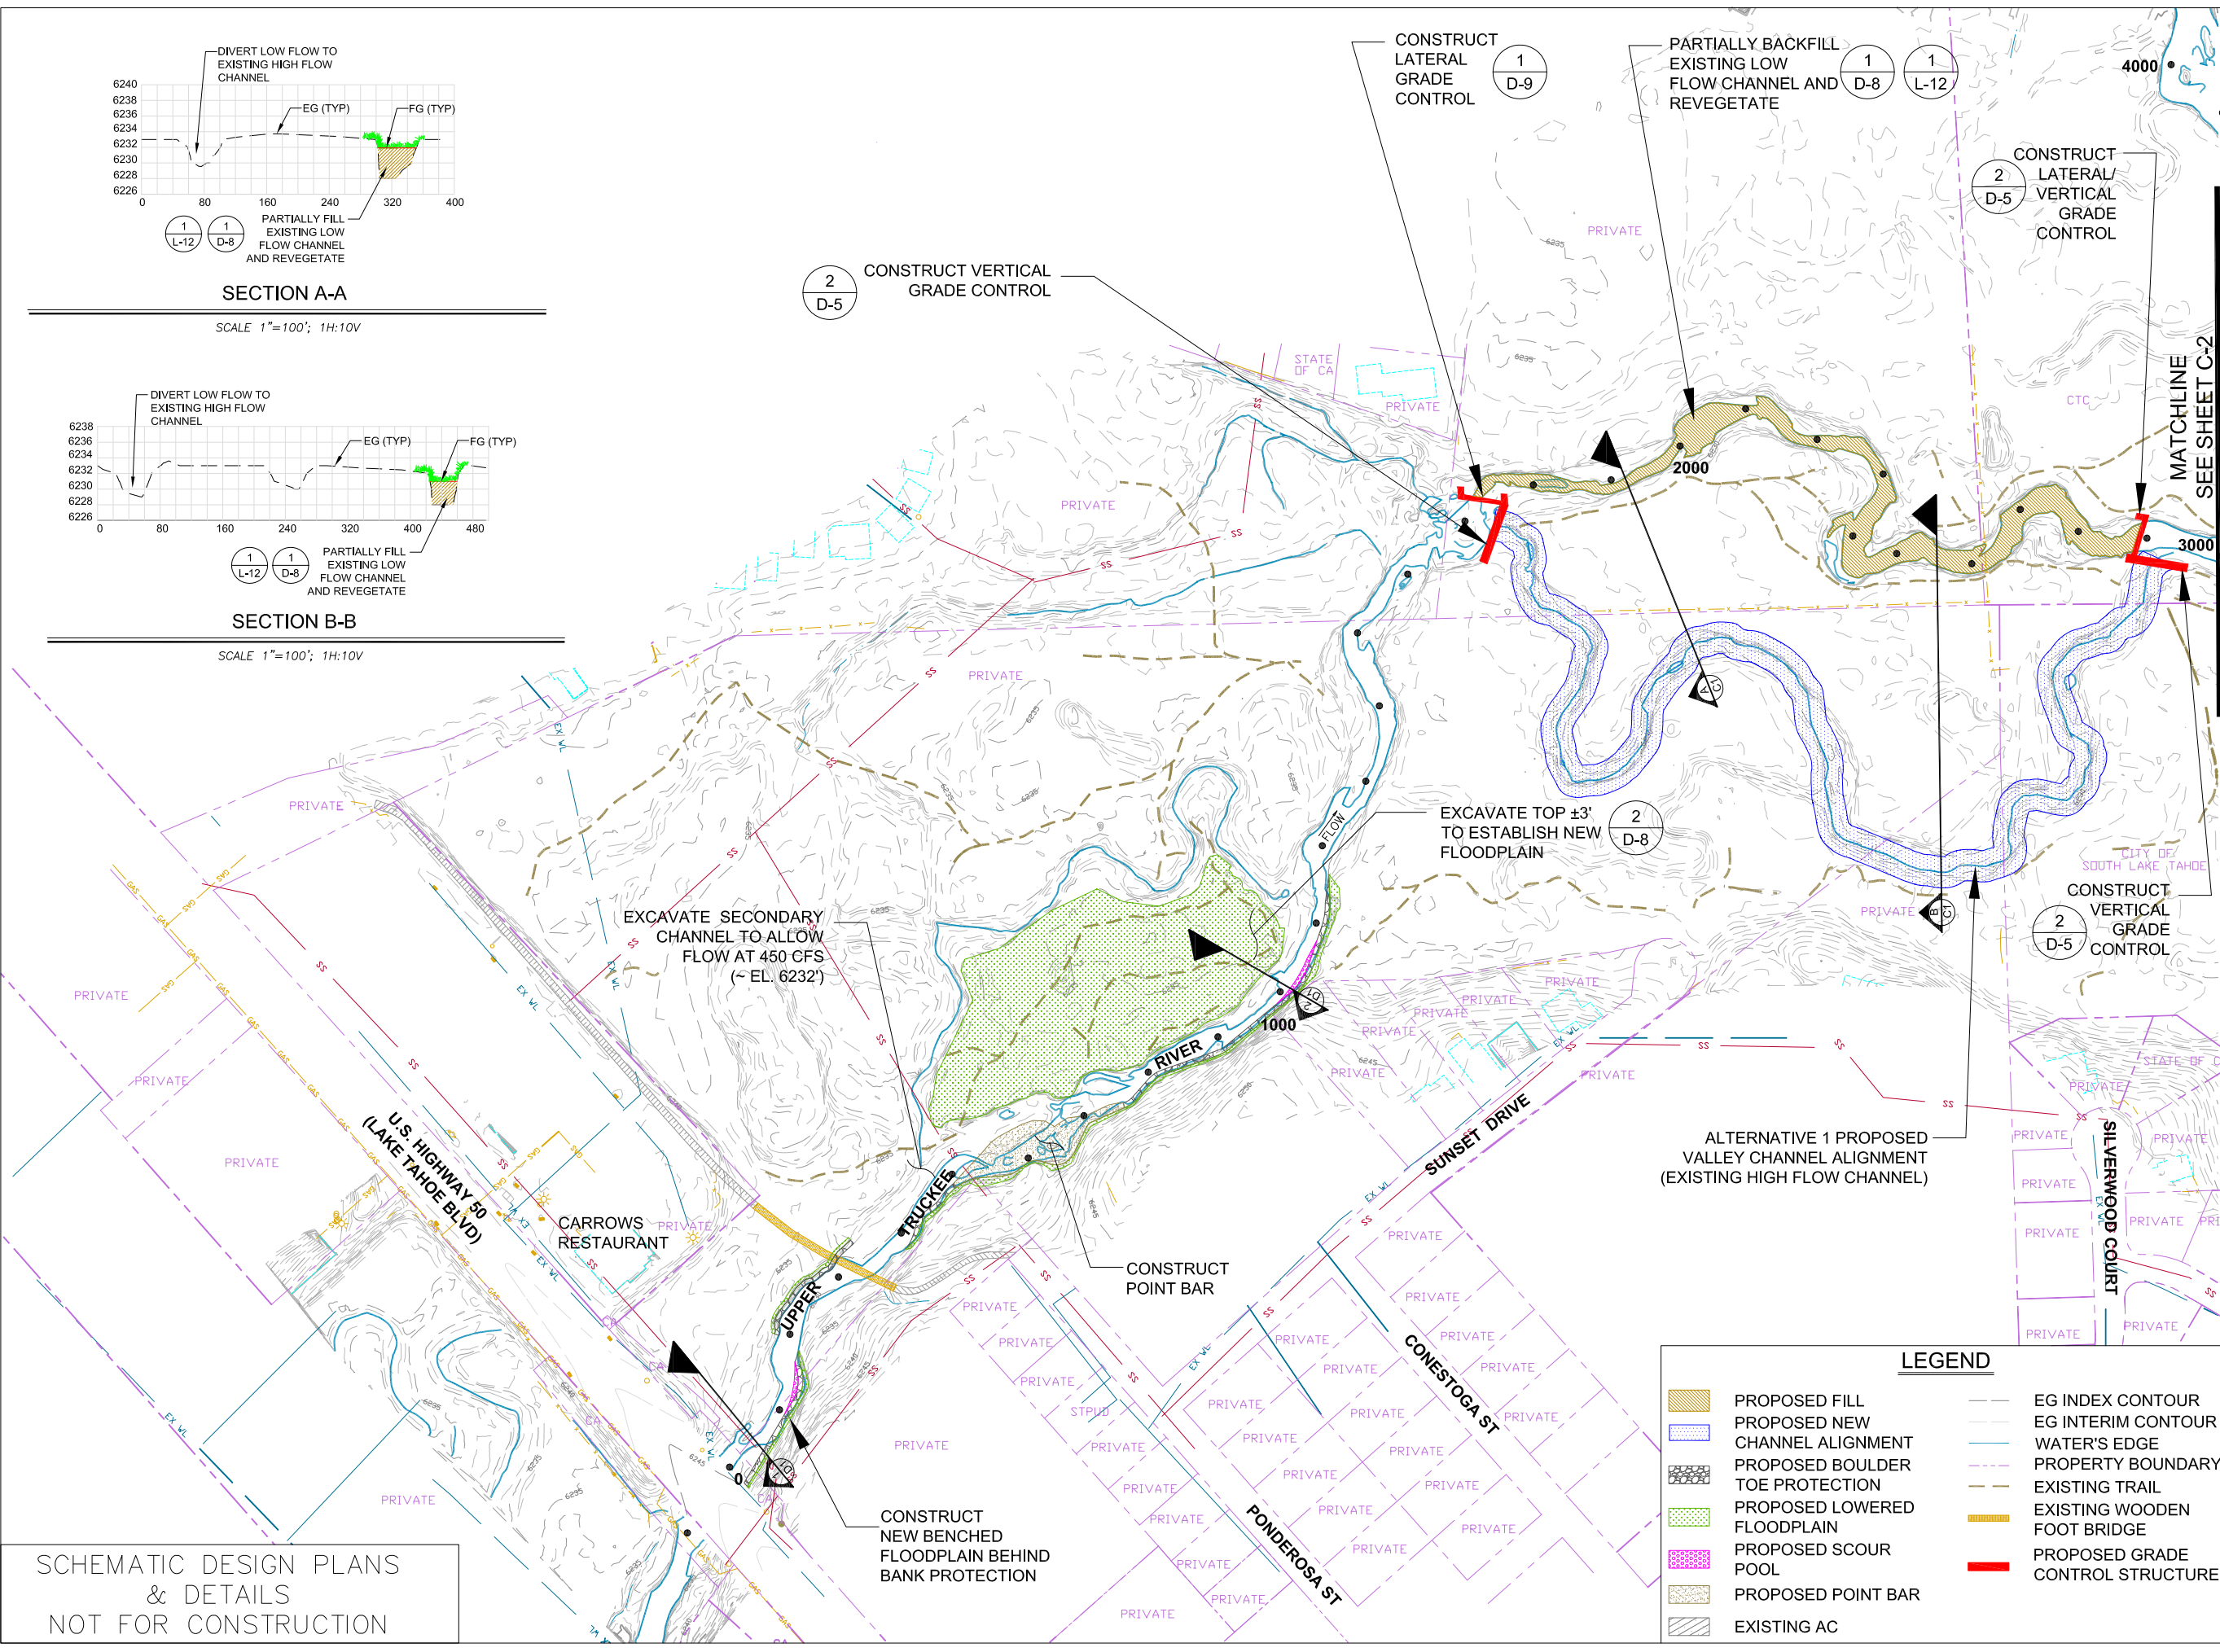 DIVERT LOW FLOW TO
EXISTING HIGH FLOW
CHANNEL
EG (TYP)
FG (TYP)
6240
6238
6236
6234
6232
6230
6228
6226
0 80 160 240 320 400
1
L-12
1
D-8
PARTIALLY FILL
EXISTING LOW
FLOW CHANNEL
AND REVEGETATE
SECTION A-A
SCALE 1"=100'; 1H:10V
DIVERT LOW FLOW TO
EXISTING HIGH FLOW
CHANNEL
EG (TYP)
FG (TYP)
6238
6236
6234
6232
6230
6228
6226
0 80 160 240 320 400 480
1
L-12
1
D-8
PARTIALLY FILL
EXISTING LOW
FLOW CHANNEL
AND REVEGETATE
SECTION B-B
SCALE 1"=100'; 1H:10V
CONSTRUCT
LATERAL
GRADE
CONTROL
1
D-9
PARTIALLY BACKFILL
EXISTING LOW
FLOW CHANNEL AND
REVEGETATE
1
D-8
1
L-12
4000
CONSTRUCT
LATERAL/
VERTICAL
GRADE
CONTROL
2
D-5
2
D-5
CONSTRUCT VERTICAL
GRADE CONTROL
MATCHLINE
SEE SHEET C-2
STATE
OF CA
PRIVATE
PRIVATE
PRIVATE
PRIVATE
CTC
2000
3000
A
C1
B
C1
FLOW
EXCAVATE TOP ±3'
TO ESTABLISH NEW
FLOODPLAIN
2
D-8
CITY OF
SOUTH LAKE TAHOE
PRIVATE
CONSTRUCT
VERTICAL
GRADE
CONTROL
2
D-5
EXCAVATE SECONDARY
CHANNEL TO ALLOW
FLOW AT 450 CFS
(~ EL. 6232')
1000
2
D1
UPPER TRUCKEE RIVER
SUNSET DRIVE
ALTERNATIVE 1 PROPOSED
VALLEY CHANNEL ALIGNMENT
(EXISTING HIGH FLOW CHANNEL)
SILVERWOOD COURT
U.S. HIGHWAY 50
(LAKE TAHOE BLVD)
CARROWS
RESTAURANT
CONSTRUCT
POINT BAR
CONESTOGA ST
PONDEROSA ST
STPUD
0
1
D1
CONSTRUCT
NEW BENCHED
FLOODPLAIN BEHIND
BANK PROTECTION
SCHEMATIC DESIGN PLANS
& DETAILS
NOT FOR CONSTRUCTION
LEGEND
PROPOSED FILL
PROPOSED NEW
CHANNEL ALIGNMENT
PROPOSED BOULDER
TOE PROTECTION
PROPOSED LOWERED
FLOODPLAIN
PROPOSED SCOUR
POOL
PROPOSED POINT BAR
EXISTING AC
EG INDEX CONTOUR
EG INTERIM CONTOUR
WATER'S EDGE
PROPERTY BOUNDARY
EXISTING TRAIL
EXISTING WOODEN
FOOT BRIDGE
PROPOSED GRADE
CONTROL STRUCTURE